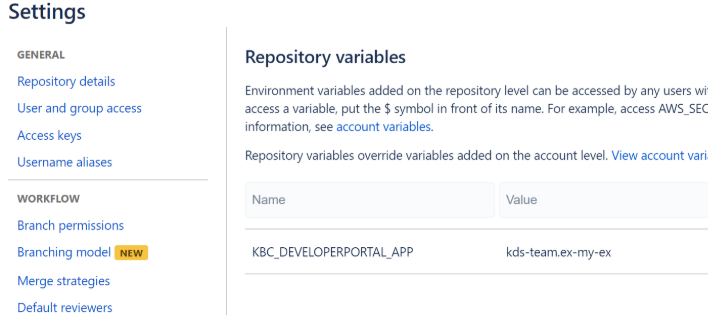 Settings
GENERAL
Repository details
User and group access
Access keys
Username aliases
WORKFLOW
Branch permissions
Branching model NEW
Merge strategies
Default reviewers
Repository variables
Environment variables added on the repository level can be accessed by any users wi
access a variable, put the $ symbol in front of its name. For example, access AWS_SEC
information, see account variables.
Repository variables override variables added on the account level. View account vari
Name Value
KBC_DEVELOPERPORTAL_APP kds-team.ex-my-ex